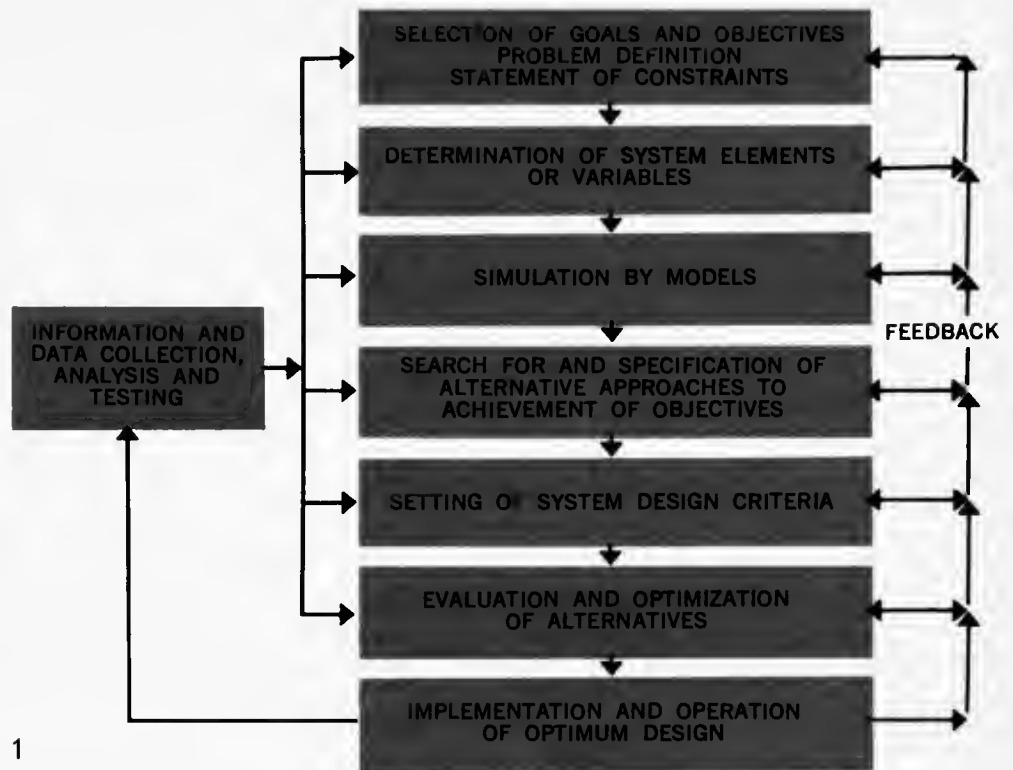 SELECTION OF GOALS AND OBJECTIVES
PROBLEM DEFINITION
STATEMENT OF CONSTRAINTS
DETERMINATION OF SYSTEM ELEMENTS
OR VARIABLES
SIMULATION BY MODELS
INFORMATION AND
DATA COLLECTION,
ANALYSIS AND
TESTING
FEEDBACK
SEARCH FOR AND SPECIFICATION OF
ALTERNATIVE APPROACHES TO
ACHIEVEMENT OF OBJECTIVES
SETTING OF SYSTEM DESIGN CRITERIA
EVALUATION AND OPTIMIZATION
OF ALTERNATIVES
IMPLEMENTATION AND OPERATION
OF OPTIMUM DESIGN
1